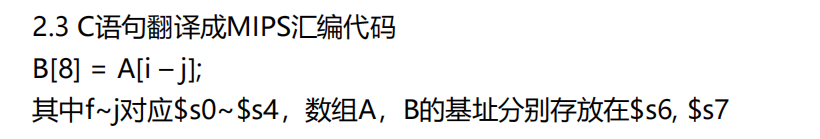 2.3 C语句翻译成MIPS汇编代码
B[8] = A[i – j];
其中f~j对应$s0~$s4，数组A，B的基址分别存放在$s6, $s7